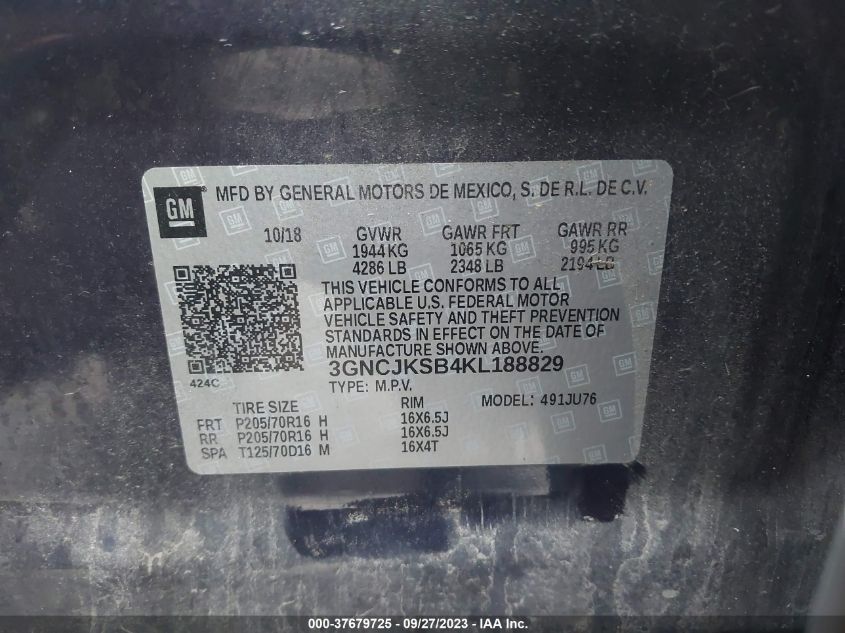 GM MFD BY GENERAL MOTORS DE MEXICO, S. DE R.L. DE C.V.
10/18 GVWR GAWR FRT GAWR RR
1944 KG 1065 KG 995 KG
4286 LB 2348 LB 2194 LB
THIS VEHICLE CONFORMS TO ALL
APPLICABLE U.S. FEDERAL MOTOR
VEHICLE SAFETY AND THEFT PREVENTION
STANDARDS IN EFFECT ON THE DATE OF
MANUFACTURE SHOWN ABOVE.
424C 3GNCJKSB4KL188829
TYPE: M.P.V. MODEL: 491JU76
TIRE SIZE RIM
FRT P205/70R16 H 16X6.5J
RR P205/70R16 H 16X6.5J
SPA T125/70D16 M 16X4T
000-37679725 - 09/27/2023 - IAA Inc.